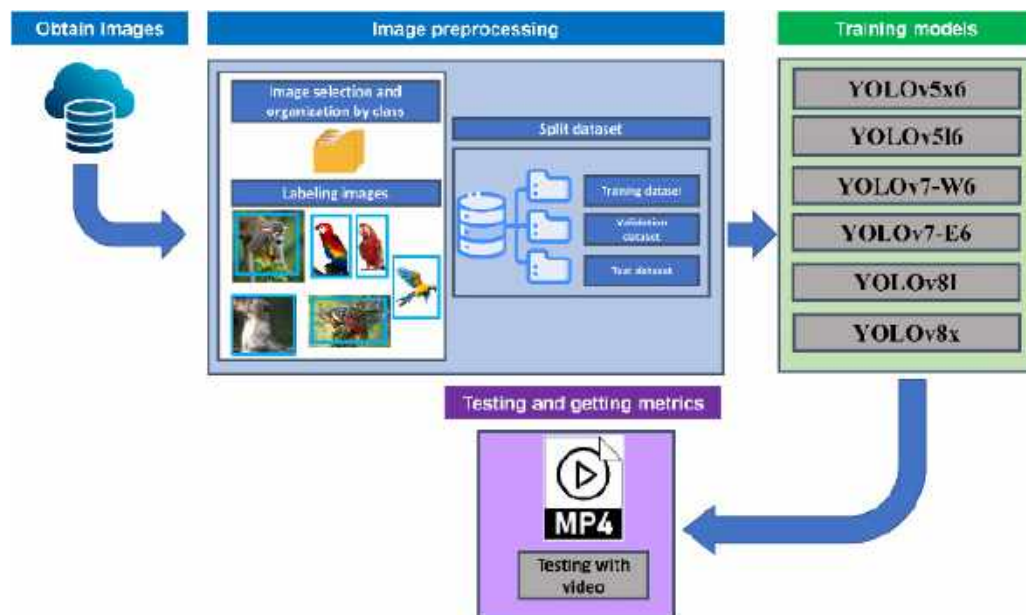 Obtain Images
Image preprocessing
Training models
Image selection and
organization by class
Labeling images
Split dataset
Training dataset
Validation
dataset
Test dataset
YOLOv5x6
YOLOv5l6
YOLOv7-W6
YOLOv7-E6
YOLOv8l
YOLOv8x
Testing and getting metrics
MP4
Testing with
video